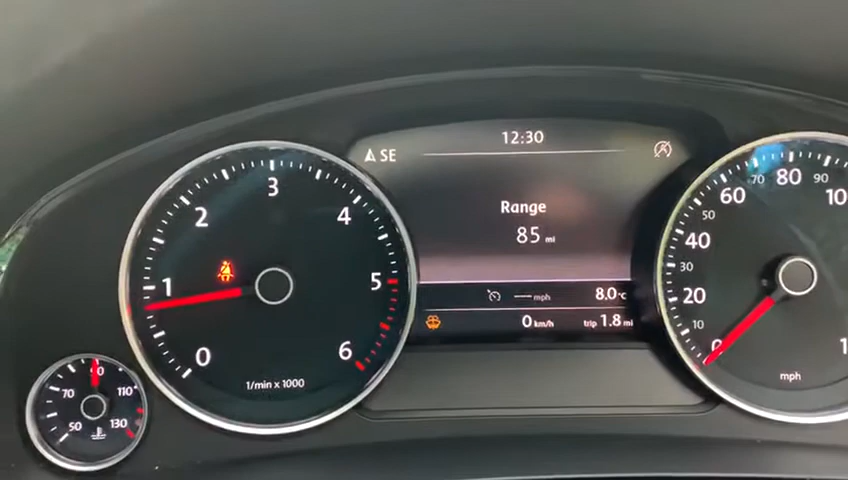 12:30
SE
Range
85 mi
--- mph
8.0°C
0 km/h
trip 1.8 mi
0
1
2
3
4
5
6
1/min x 1000
50
70
90
110
130
0
10
20
30
40
50
60
70
80
90
mph